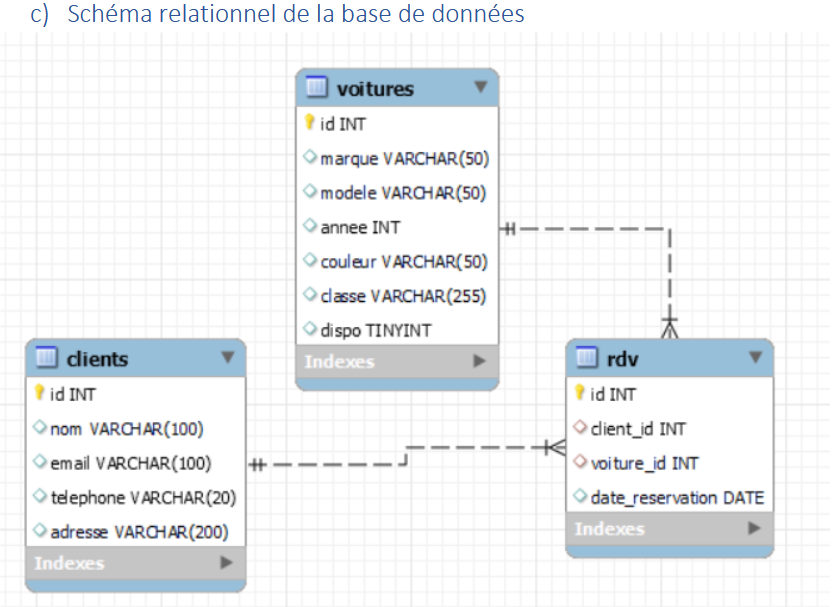 c) Schéma relationnel de la base de données
voitures
id INT
marque VARCHAR(50)
modele VARCHAR(50)
annee INT
couleur VARCHAR(50)
classe VARCHAR(255)
dispo TINYINT
Indexes
clients
id INT
nom VARCHAR(100)
email VARCHAR(100)
telephone VARCHAR(20)
adresse VARCHAR(200)
Indexes
rdv
id INT
client_id INT
voiture_id INT
date_reservation DATE
Indexes